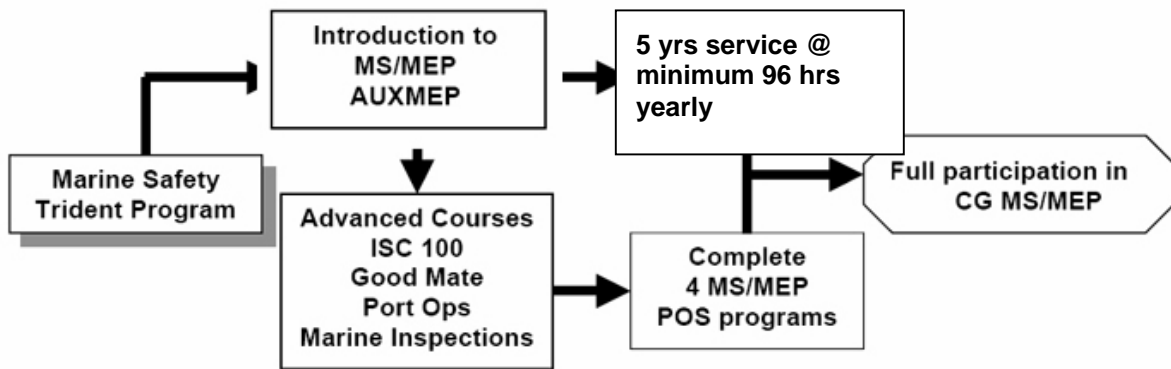 Marine Safety
Trident Program
Introduction to
MS/MEP
AUXMEP
5 yrs service @
minimum 96 hrs
yearly
Advanced Courses
ISC 100
Good Mate
Port Ops
Marine Inspections
Complete
4 MS/MEP
POS programs
Full participation in
CG MS/MEP